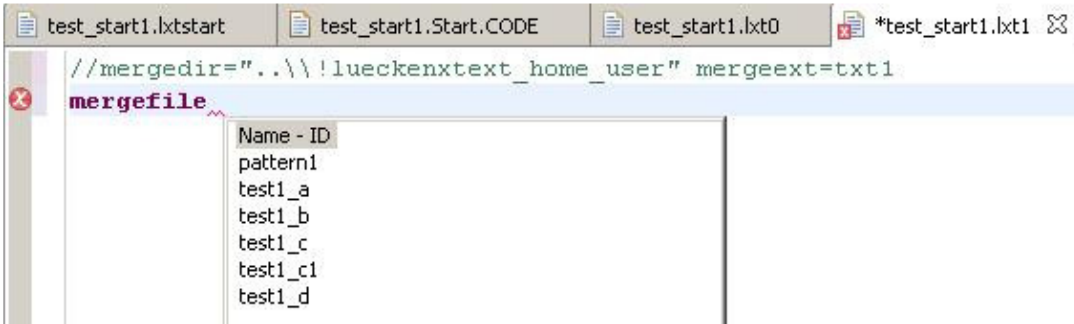 test_start1.lxtstart test_start1.Start.CODE test_start1.lxt0 *test_start1.lxt1
//mergedir="..\\!lueckenxtext_home_user" mergeext=txt1
mergefile
Name - ID
pattern1
test1_a
test1_b
test1_c
test1_c1
test1_d